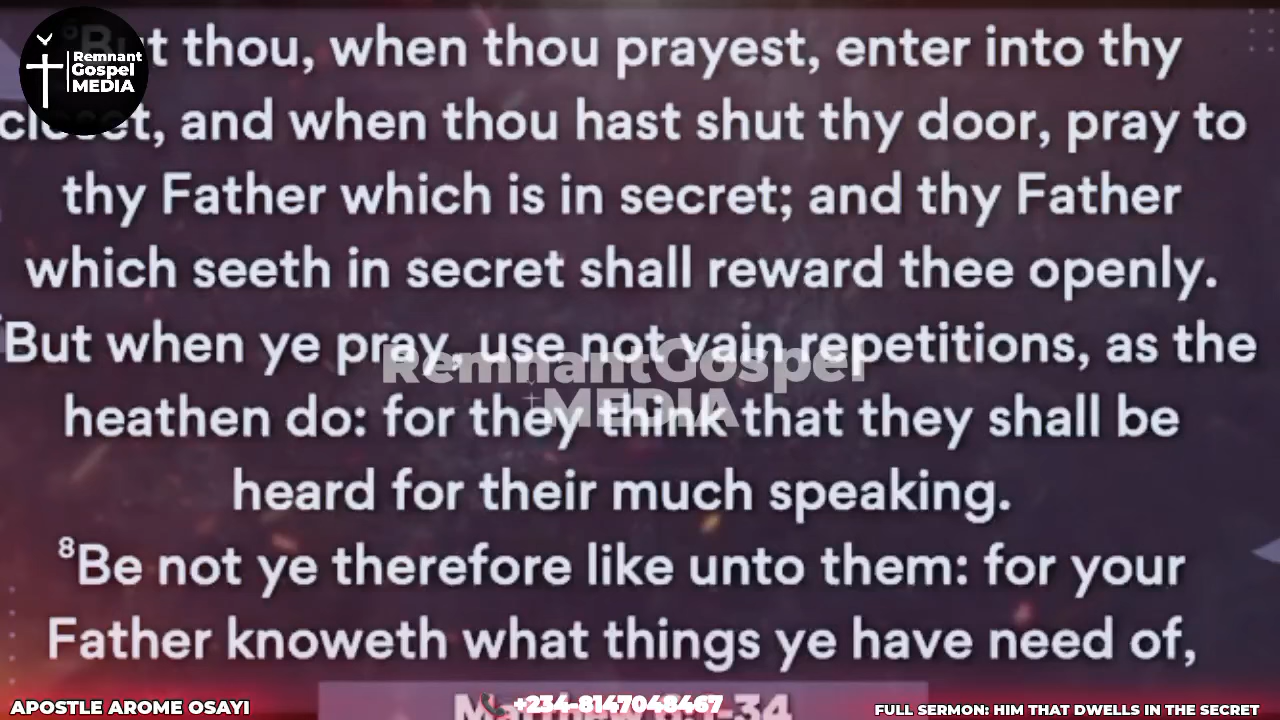 Remnant
Gospel
MEDIA
6But thou, when thou prayest, enter into thy
closet, and when thou hast shut thy door, pray to
thy Father which is in secret; and thy Father
which seeth in secret shall reward thee openly.
But when ye pray, use not vain repetitions, as the
heathen do: for they think that they shall be
heard for their much speaking.
8Be not ye therefore like unto them: for your
Father knoweth what things ye have need of,
RemnantGospel
MEDIA
+234-8147048467
APOSTLE AROME OSAYI
FULL SERMON: HIM THAT DWELLS IN THE SECRET